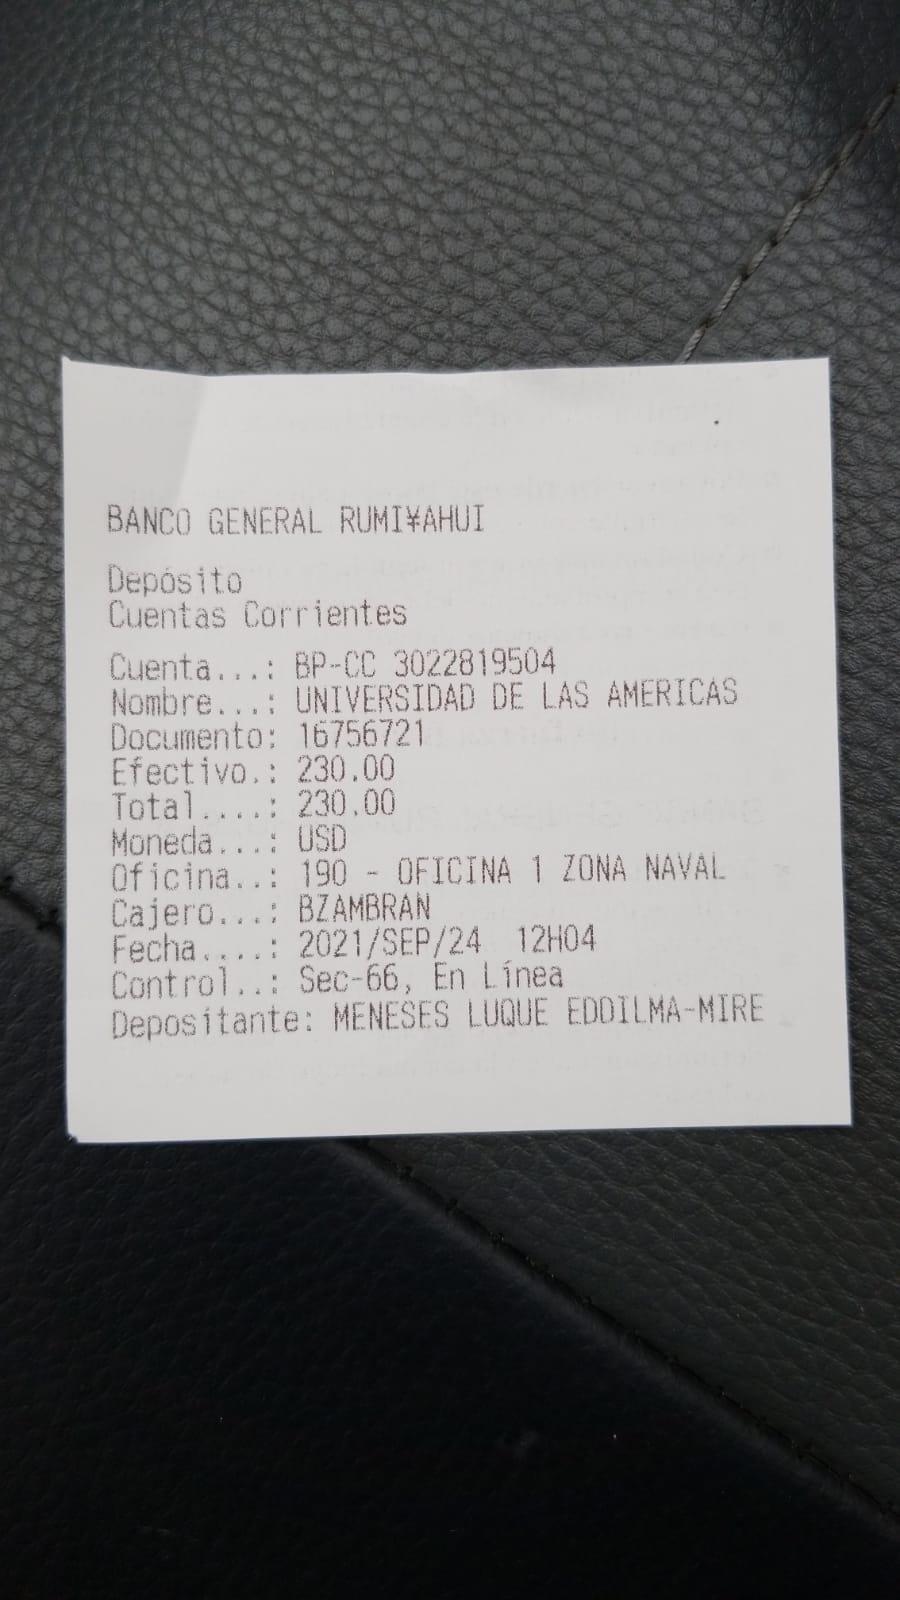 BANCO GENERAL RUMI¥AHUI
Depósito
Cuentas Corrientes
Cuenta...: BP-CC 3022819504
Nombre...: UNIVERSIDAD DE LAS AMERICAS
Documento: 16756721
Efectivo.: 230.00
Total....: 230.00
Moneda...: USD
Oficina..: 190 - OFICINA 1 ZONA NAVAL
Cajero...: BZAMBRAN
Fecha....: 2021/SEP/24  12H04
Control..: Sec-66, En Línea
Depositante: MENESES LUQUE EDDILMA-MIRE